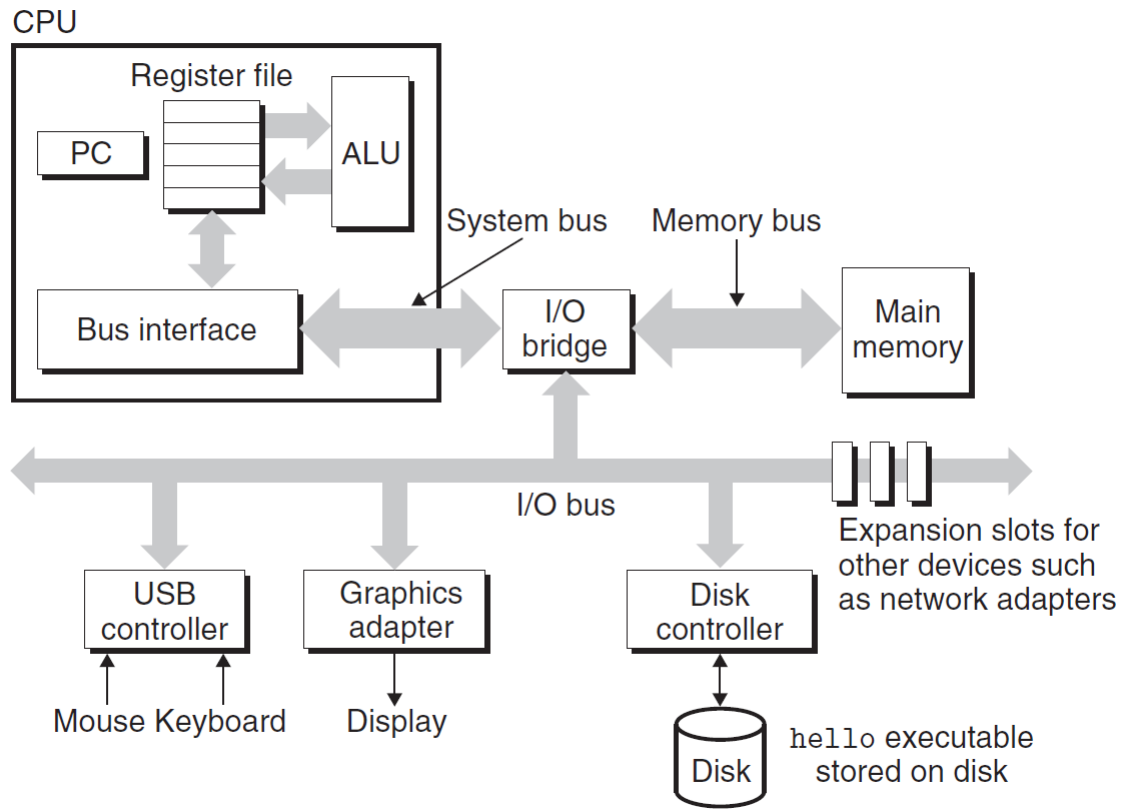 CPU
Register file
PC
ALU
System bus
Memory bus
Bus interface
I/O
bridge
Main
memory
I/O bus
Expansion slots for
other devices such
as network adapters
USB
controller
Graphics
adapter
Disk
controller
Mouse Keyboard
Display
Disk
hello executable
stored on disk